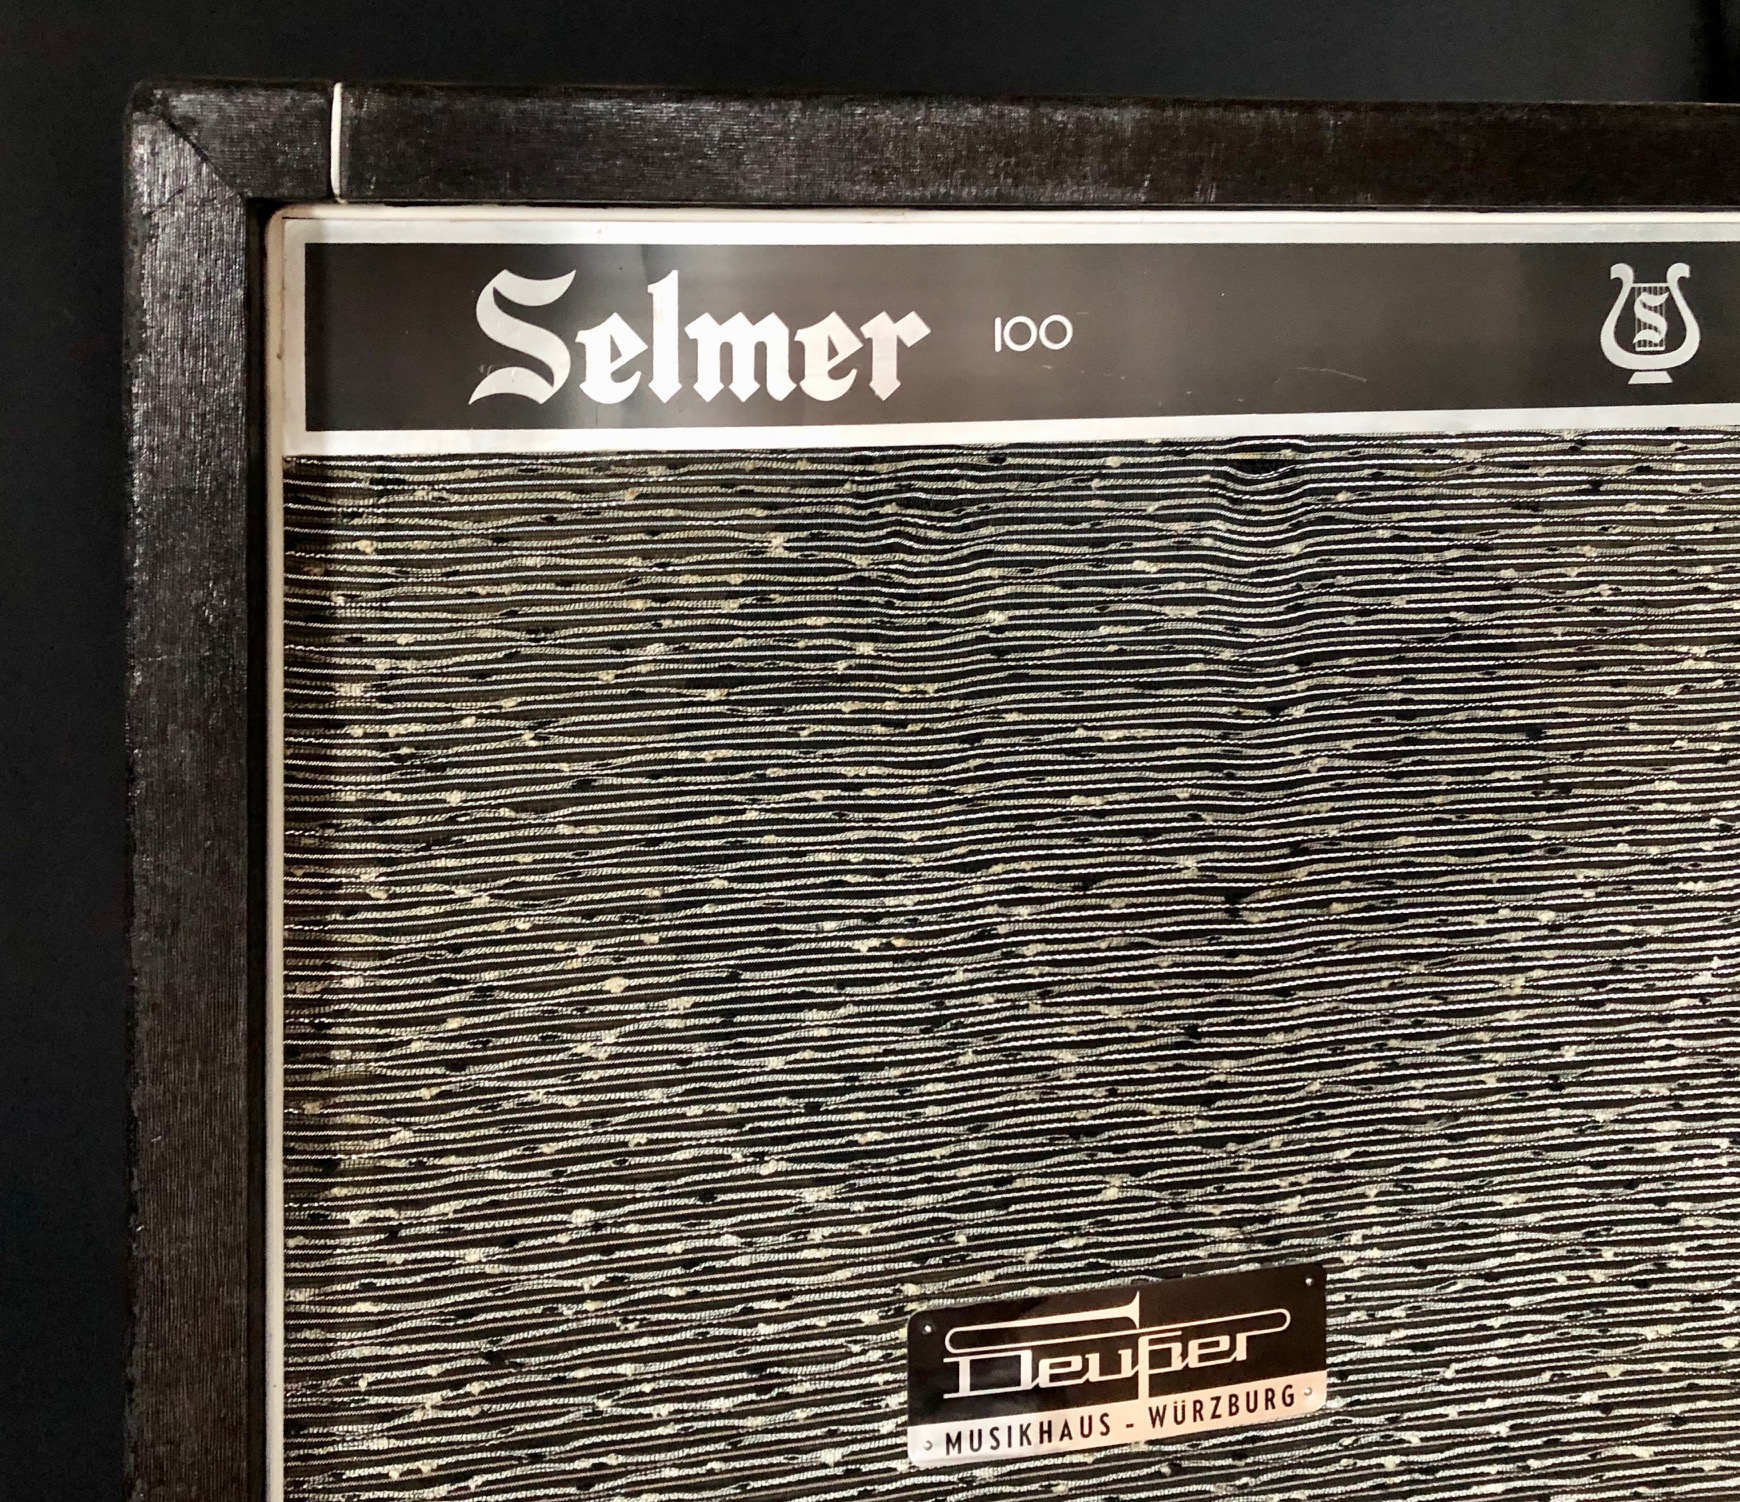 Selmer 100
S
Deußer
MUSIKHAUS - WÜRZBURG